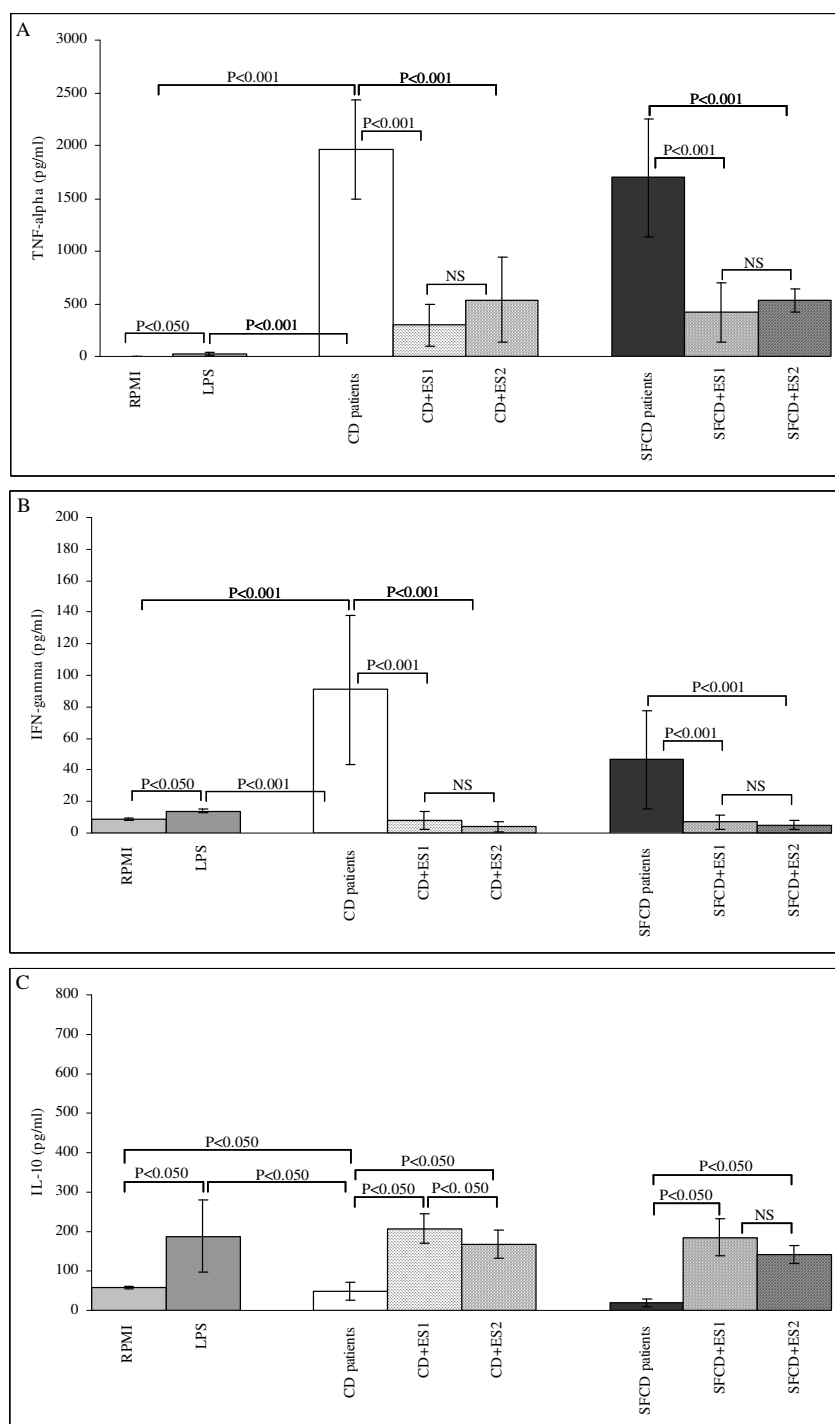 A
3000
2500
2000
1500
1000
500
0
TNF-alpha (pg/ml)
P<0.001
P<0.001
P<0.001
P<0.001
P<0.001
NS
NS
P<0.050
P<0.001
RPMI
LPS
CD patients
CD+ES1
CD+ES2
SFCD patients
SFCD+ES1
SFCD+ES2
B
200
180
160
140
120
100
80
60
40
20
0
IFN-gamma (pg/ml)
P<0.001
P<0.001
P<0.001
P<0.001
P<0.001
P<0.050
P<0.001
NS
NS
RPMI
LPS
CD patients
CD+ES1
CD+ES2
SFCD patients
SFCD+ES1
SFCD+ES2
C
800
700
600
500
400
300
200
100
0
IL-10 (pg/ml)
P<0.050
P<0.050
P<0.050
P<0.050
P<0.050
P<0. 050
P<0.050
P<0.050
NS
RPMI
LPS
CD patients
CD+ES1
CD+ES2
SFCD patients
SFCD+ES1
SFCD+ES2